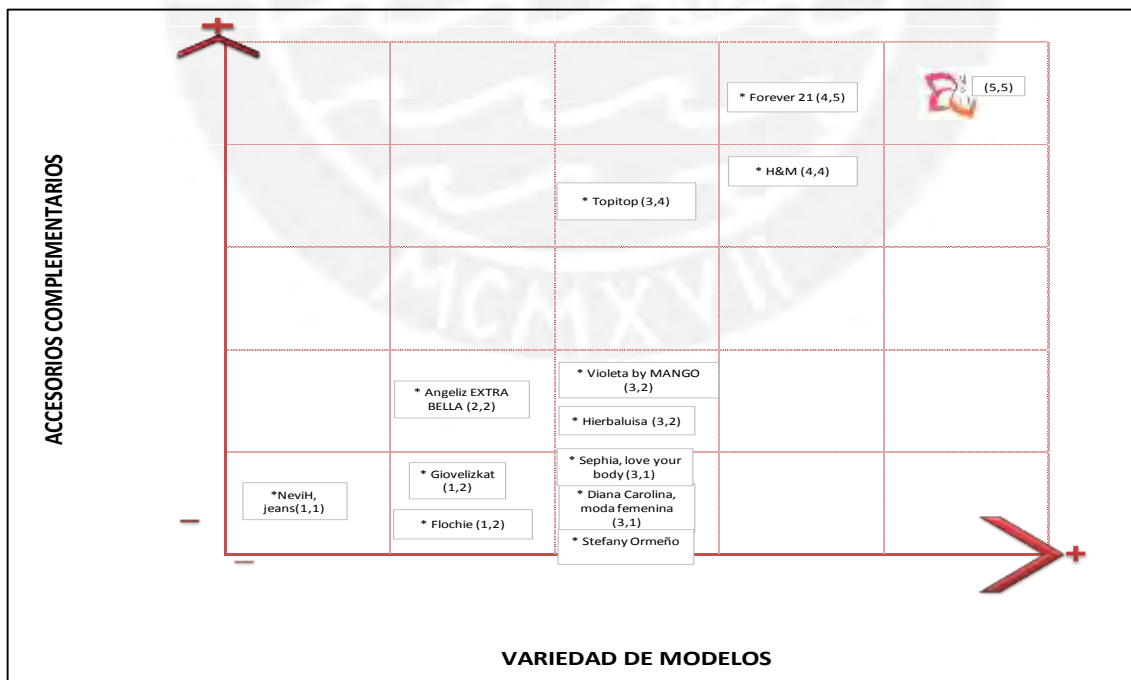 +
* Forever 21 (4,5)
(5,5)
* H&M (4,4)
* Topitop (3,4)
ACCESORIOS COMPLEMENTARIOS
MCMXVII
* Violeta by MANGO
(3,2)
* Angeliz EXTRA
BELLA (2,2)
* Hierbaluisa (3,2)
* Sephia, love your
body (3,1)
* Giovelizkat
(1,2)
*NeviH,
jeans(1,1)
* Diana Carolina,
moda femenina
(3,1)
* Flochie (1,2)
* Stefany Ormeño
–
–
+
VARIEDAD DE MODELOS